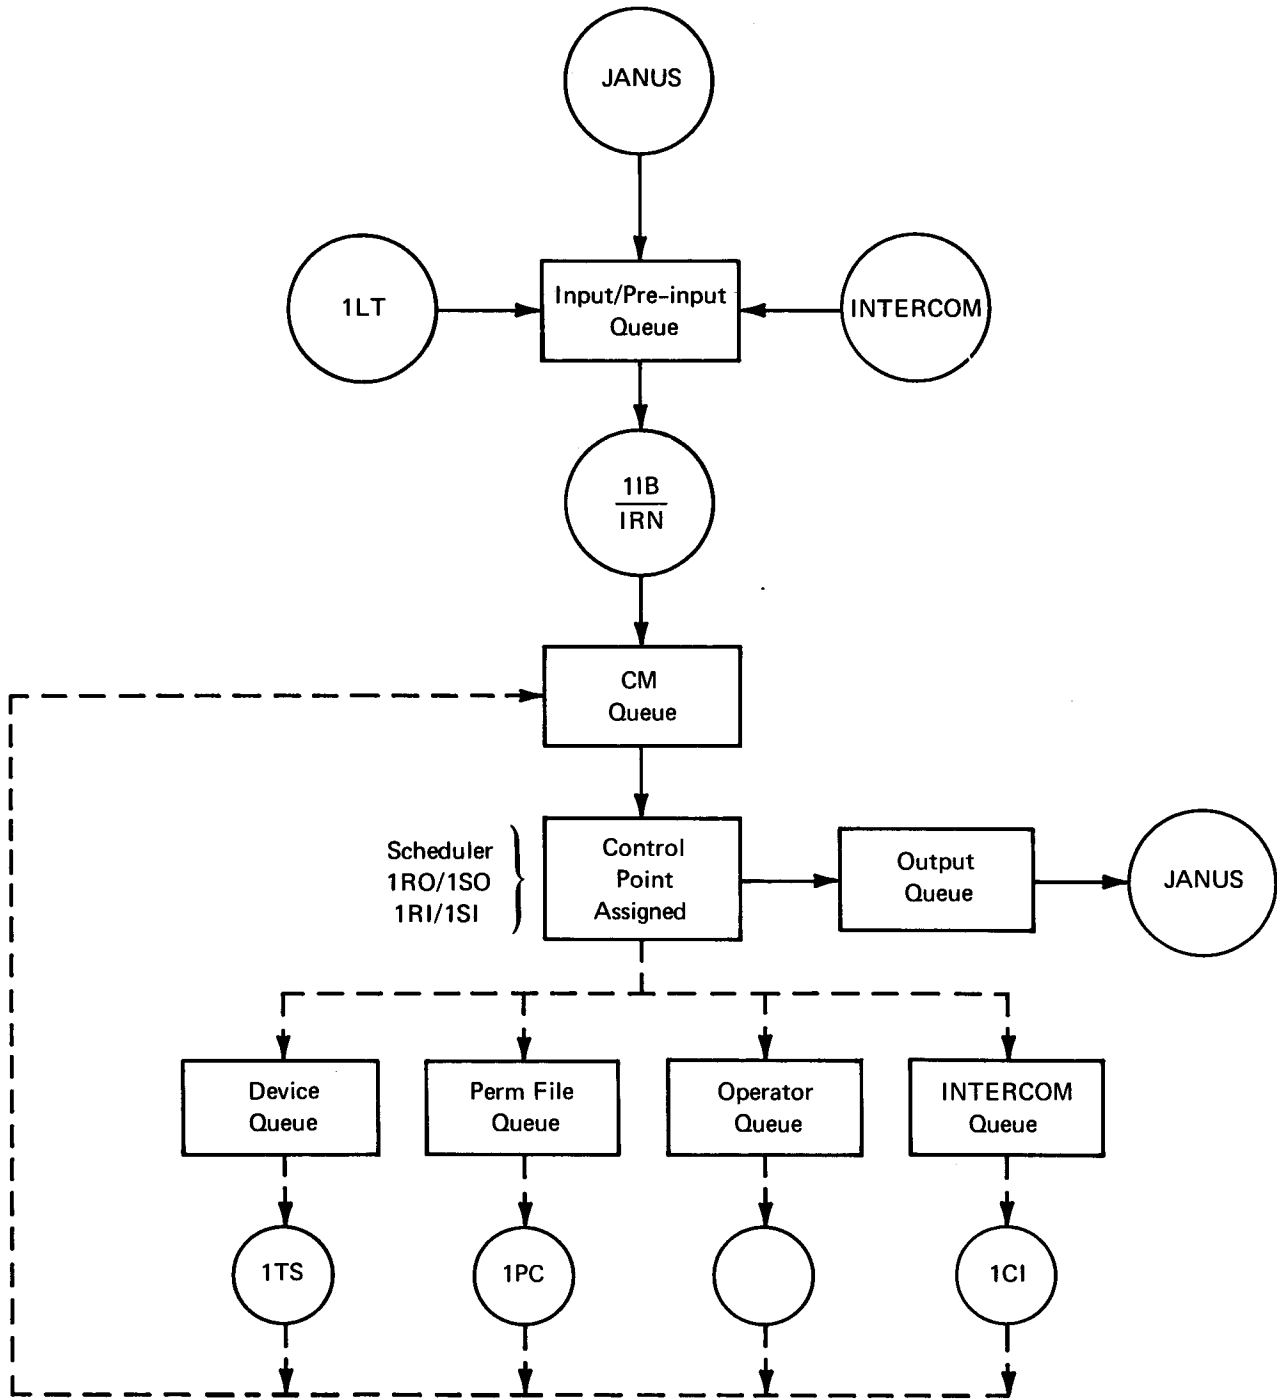 JANUS
1LT
Input/Pre-input
Queue
INTERCOM
1IB
IRN
CM
Queue
Scheduler
1RO/1SO
1RI/1SI
Control
Point
Assigned
Output
Queue
JANUS
Device
Queue
Perm File
Queue
Operator
Queue
INTERCOM
Queue
1TS
1PC
1CI